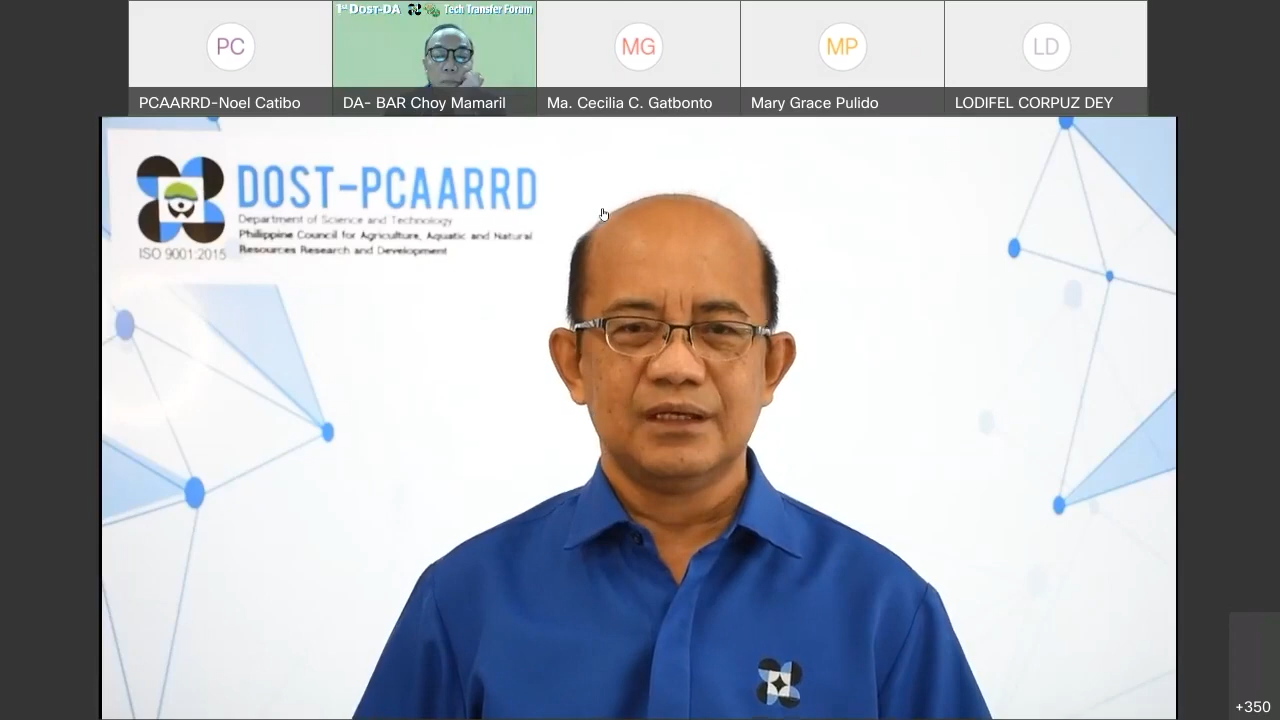 1st DOST-DA Tech Transfer Forum
PC
MG
MP
LD
PCAARRD-Noel Catibo
DA- BAR Choy Mamaril
Ma. Cecilia C. Gatbonto
Mary Grace Pulido
LODIFEL CORPUZ DEY
DOST-PCAARRD
Department of Science and Technology
Philippine Council for Agriculture, Aquatic and Natural
Resources Research and Development
ISO 9001:2015
+350